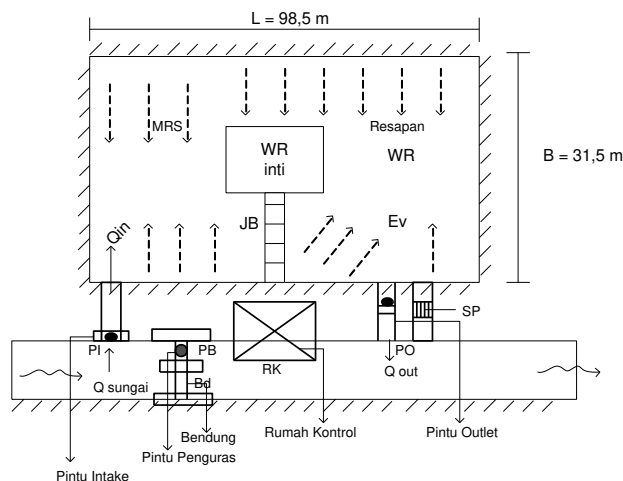 L = 98,5 m
MRS
Resapan
WR
inti
WR
B = 31,5 m
Qin
JB
Ev
SP
PI
PB
RK
PO
Q sungai
Bd
Q out
Bendung
Rumah Kontrol
Pintu Outlet
Pintu Penguras
Pintu Intake